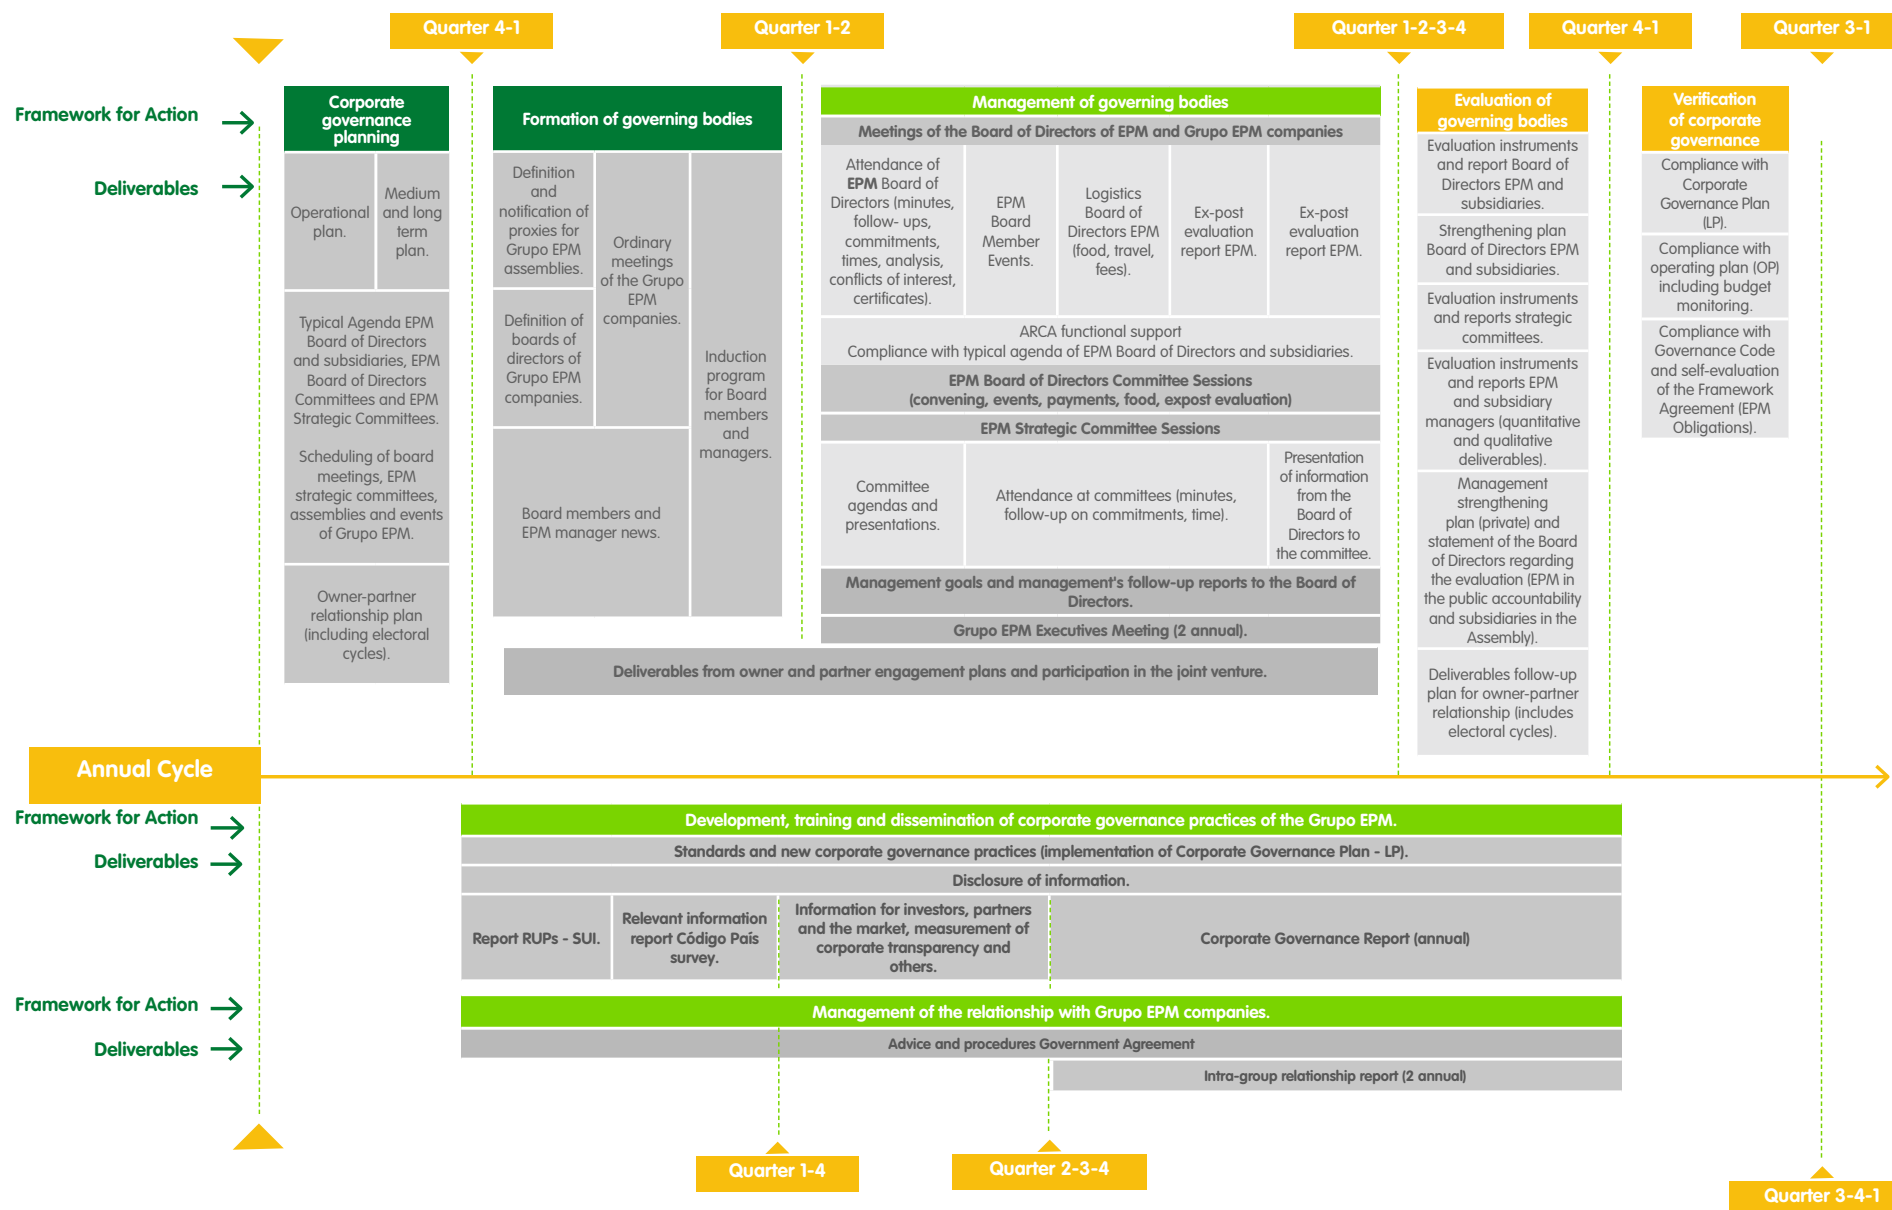 Quarter 4-1
Quarter 1-2
Quarter 1-2-3-4
Quarter 4-1
Quarter 3-1
Framework for Action
Deliverables
Corporate
governance
planning
Operational
plan.
Medium
and long
term
plan.
Typical Agenda EPM
Board of Directors
and subsidiaries, EPM
Board of Directors
Committees and EPM
Strategic Committees.
Scheduling of board
meetings, EPM
strategic committees,
assemblies and events
of Grupo EPM.
Owner-partner
relationship plan
(including electoral
cycles).
Formation of governing bodies
Definition
and
notification of
proxies for
Grupo EPM
assemblies.
Definition of
boards of
directors of
Grupo EPM
companies.
Ordinary
meetings
of the Grupo
EPM
companies.
Board members and
EPM manager news.
Induction
program
for Board
members
and
managers.
Management of governing bodies
Meetings of the Board of Directors of EPM and Grupo EPM companies
Attendance of
EPM Board of
Directors (minutes,
follow- ups,
commitments,
times, analysis,
conflicts of interest,
certificates).
EPM
Board
Member
Events.
Logistics
Board of
Directors EPM
(food, travel,
fees).
Ex-post
evaluation
report EPM.
Ex-post
evaluation
report EPM.
ARCA functional support
Compliance with typical agenda of EPM Board of Directors and subsidiaries.
EPM Board of Directors Committee Sessions
(convening, events, payments, food, expost evaluation)
EPM Strategic Committee Sessions
Committee
agendas and
presentations.
Attendance at committees (minutes,
follow-up on commitments, time).
Presentation
of information
from the
Board of
Directors to
the committee.
Management goals and management's follow-up reports to the Board of
Directors.
Grupo EPM Executives Meeting (2 annual).
Deliverables from owner and partner engagement plans and participation in the joint venture.
Evaluation of
governing bodies
Evaluation instruments
and report Board of
Directors EPM and
subsidiaries.
Strengthening plan
Board of Directors EPM
and subsidiaries.
Evaluation instruments
and reports strategic
committees.
Evaluation instruments
and reports EPM
and subsidiary
managers (quantitative
and qualitative
deliverables).
Management
strengthening
plan (private) and
statement of the Board
of Directors regarding
the evaluation (EPM in
the public accountability
and subsidiaries in the
Assembly).
Deliverables follow-up
plan for owner-partner
relationship (includes
electoral cycles).
Verification
of corporate
governance
Compliance with
Corporate
Governance Plan
(LP).
Compliance with
operating plan (OP)
including budget
monitoring.
Compliance with
Governance Code
and self-evaluation
of the Framework
Agreement (EPM
Obligations).
Annual Cycle
Framework for Action
Deliverables
Development, training and dissemination of corporate governance practices of the Grupo EPM.
Standards and new corporate governance practices (implementation of Corporate Governance Plan - LP).
Disclosure of information.
Report RUPs - SUI.
Relevant information
report Código País
survey.
Information for investors, partners
and the market, measurement of
corporate transparency and
others.
Corporate Governance Report (annual)
Framework for Action
Deliverables
Management of the relationship with Grupo EPM companies.
Advice and procedures Government Agreement
Intra-group relationship report (2 annual)
Quarter 1-4
Quarter 2-3-4
Quarter 3-4-1